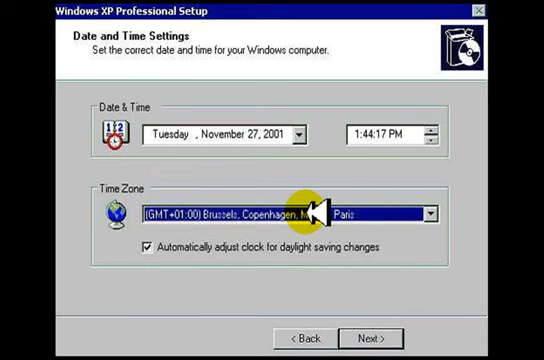 Windows XP Professional Setup
Date and Time Settings
Set the correct date and time for your Windows computer.
Date & Time
Tuesday , November 27, 2001
1:44:17 PM
Time Zone
(GMT+01:00) Brussels, Copenhagen, Paris
Automatically adjust clock for daylight saving changes
< Back
Next >